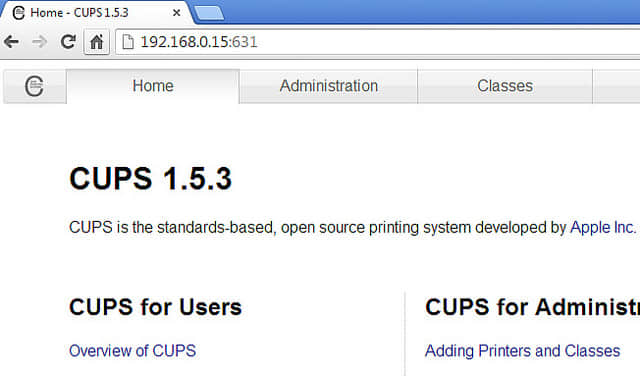 Home - CUPS 1.5.3
192.168.0.15:631
Home Administration Classes
CUPS 1.5.3
CUPS is the standards-based, open source printing system developed by Apple Inc.
CUPS for Users
Overview of CUPS
CUPS for Administr
Adding Printers and Classes